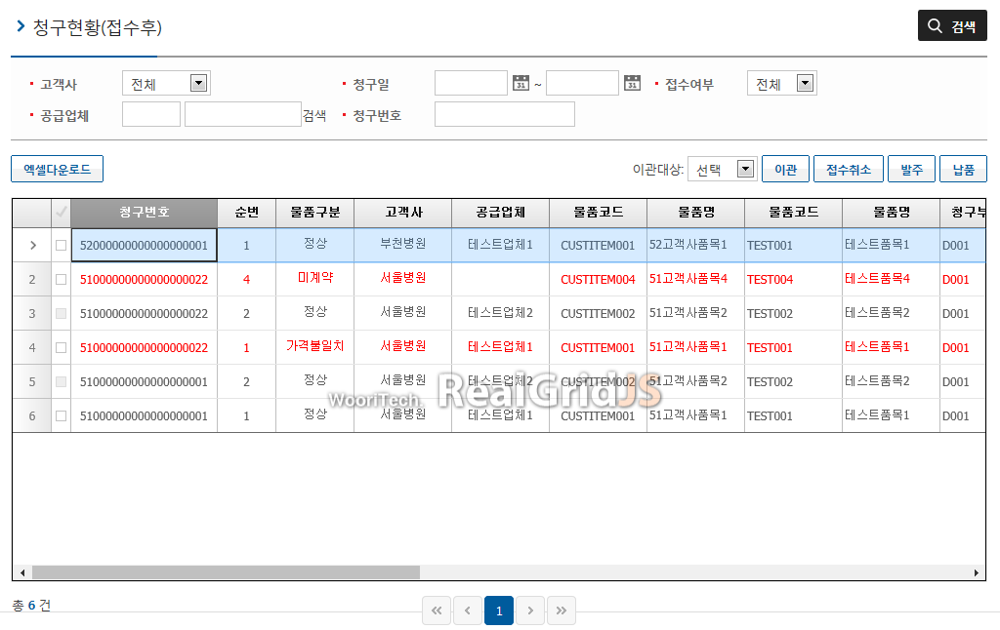 청구현황(접수후)
검색
고객사 전체 청구일 31 ~ 31 접수여부 전체
공급업체 검색 청구번호
엑셀다운로드 이관대상: 선택 이관 접수취소 발주 납품
청구번호 순번 물품구분 고객사 공급업체 물품코드 물품명 물품코드 물품명 청구부
52000000000000000001 1 정상 부천병원 테스트업체1 CUSTITEM001 52고객사품목1 TEST001 테스트품목1 D001
2 51000000000000000022 4 미계약 서울병원 CUSTITEM004 51고객사품목4 TEST004 테스트품목4 D001
3 51000000000000000022 2 정상 서울병원 테스트업체2 CUSTITEM002 51고객사품목2 TEST002 테스트품목2 D001
4 51000000000000000022 1 가격불일치 서울병원 테스트업체1 CUSTITEM001 51고객사품목1 TEST001 테스트품목1 D001
5 51000000000000000001 2 정상 서울병원 테스트업체2 CUSTITEM002 51고객사품목2 TEST002 테스트품목2 D001
WooriTech. RealGridJS
6 51000000000000000001 1 정상 서울병원 테스트업체1 CUSTITEM001 51고객사품목1 TEST001 테스트품목1 D001
총 6 건
« ‹ 1 › »